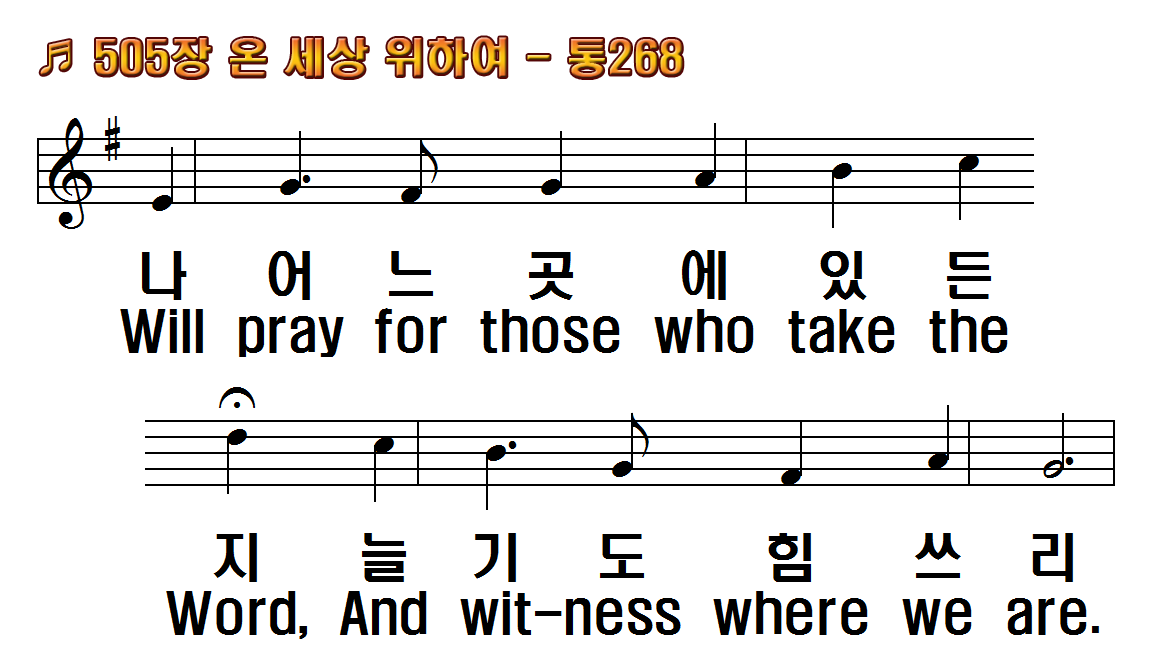 505장 온 세상 위하여 - 통268
나 어 느 곳 에 있 든
Will pray for those who take the
지 늘 기 도 힘 쓰 리
Word, And wit-ness where we are.